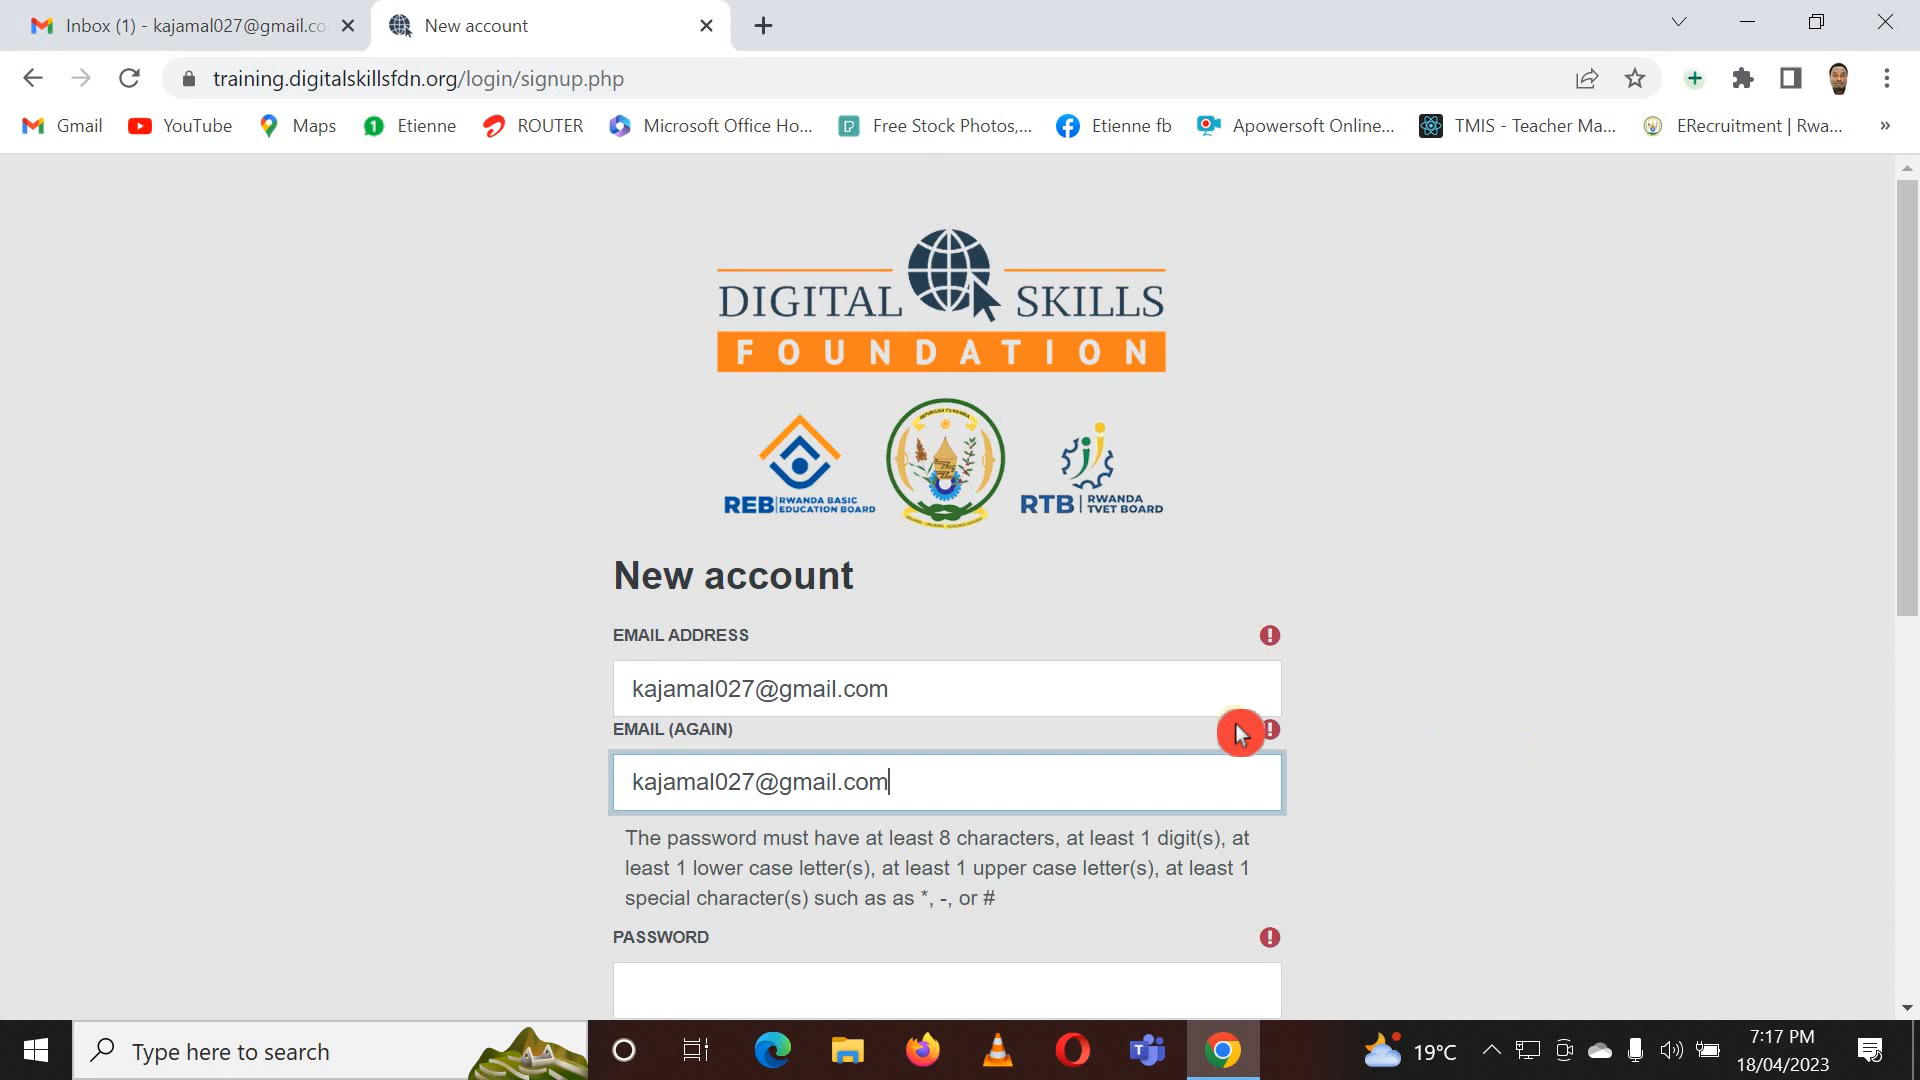 Inbox (1) - kajamal027@gmail.co
New account
training.digitalskillsfdn.org/login/signup.php
Gmail
YouTube
Maps
Etienne
ROUTER
Microsoft Office Ho...
Free Stock Photos,...
Etienne fb
Apowersoft Online...
TMIS - Teacher Ma...
ERecruitment | Rwa...
»
DIGITAL SKILLS
FOUNDATION
REB RWANDA BASIC
EDUCATION BOARD
RTB RWANDA
TVET BOARD
New account
EMAIL ADDRESS
kajamal027@gmail.com
EMAIL (AGAIN)
kajamal027@gmail.com
The password must have at least 8 characters, at least 1 digit(s), at
least 1 lower case letter(s), at least 1 upper case letter(s), at least 1
special character(s) such as as *, -, or #
PASSWORD
Type here to search
19°C
7:17 PM
18/04/2023